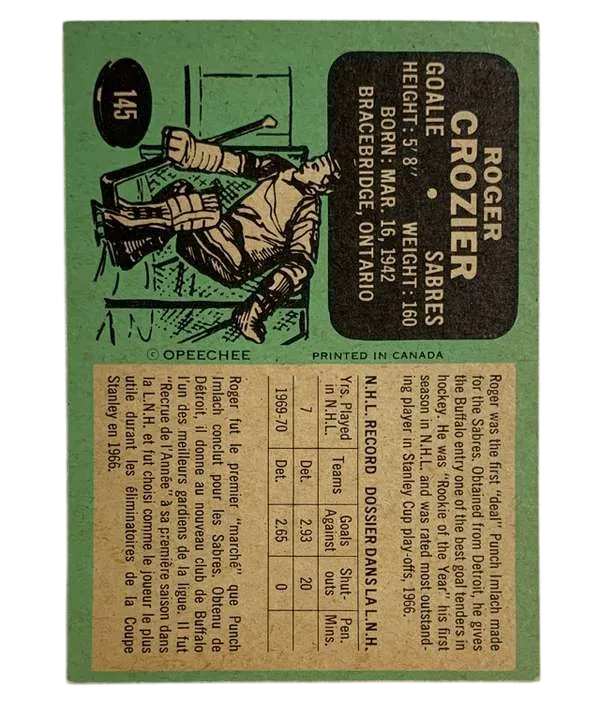 ROGER
CROZIER
GOALIE • SABRES
HEIGHT: 5'8" WEIGHT: 160
BORN: MAR. 16, 1942
BRACEBRIDGE, ONTARIO
145
© OPEECHEE PRINTED IN CANADA
Roger was the first "deal" Punch Imlach made
for the Sabres. Obtained from Detroit, he gives
the Buffalo entry one of the best goal tenders in
hockey. He was "Rookie of the Year" his first
season in N.H.L. and was rated most outstand-
ing player in Stanley Cup play-offs, 1966.
N.H.L. RECORD DOSSIER DANS LA L.N.H.
Yrs. Played in N.H.L. Teams Goals Against Shut-outs Pen. Mins.
7 Det. 2.93 20
1969-70 Det. 2.65 0
Roger fut le premier "marché" que Punch
Imlach conclut pour les Sabres. Obtenu de
Détroit, il donne au nouveau club de Buffalo
l'un des meilleurs gardiens de la ligue. Il fut
"Recrue de l'Année" à sa première saison dans
la L.N.H. et fut choisi comme le joueur le plus
utile durant les éliminatoires de la Coupe
Stanley en 1966.